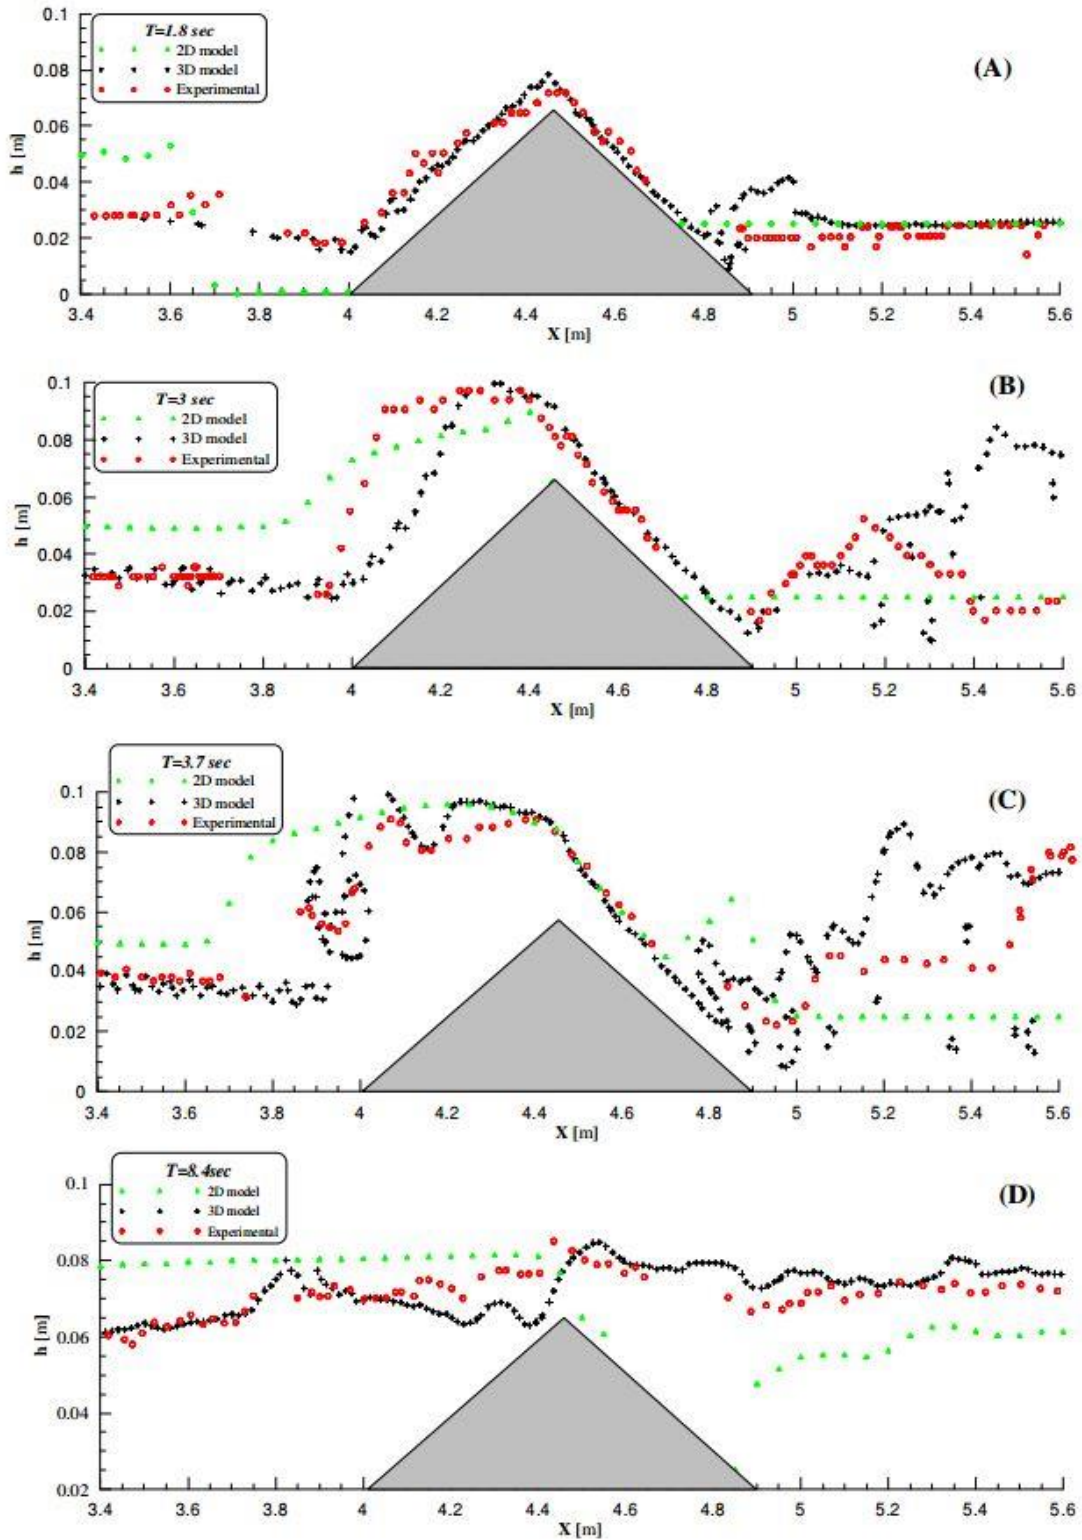 T=1.8 sec
2D model
3D model
Experimental
(A)
h [m]
0.1
0.08
0.06
0.04
0.02
0
3.4 3.6 3.8 4 4.2 4.4 4.6 4.8 5 5.2 5.4 5.6
X [m]
T=3 sec
2D model
3D model
Experimental
(B)
h [m]
0.1
0.08
0.06
0.04
0.02
0
3.4 3.6 3.8 4 4.2 4.4 4.6 4.8 5 5.2 5.4 5.6
X [m]
T=3.7 sec
2D model
3D model
Experimental
(C)
h [m]
0.1
0.08
0.06
0.04
0.02
0
3.4 3.6 3.8 4 4.2 4.4 4.6 4.8 5 5.2 5.4 5.6
X [m]
T=8.4sec
2D model
3D model
Experimental
(D)
h [m]
0.1
0.08
0.06
0.04
0.02
3.4 3.6 3.8 4 4.2 4.4 4.6 4.8 5 5.2 5.4 5.6
X [m]